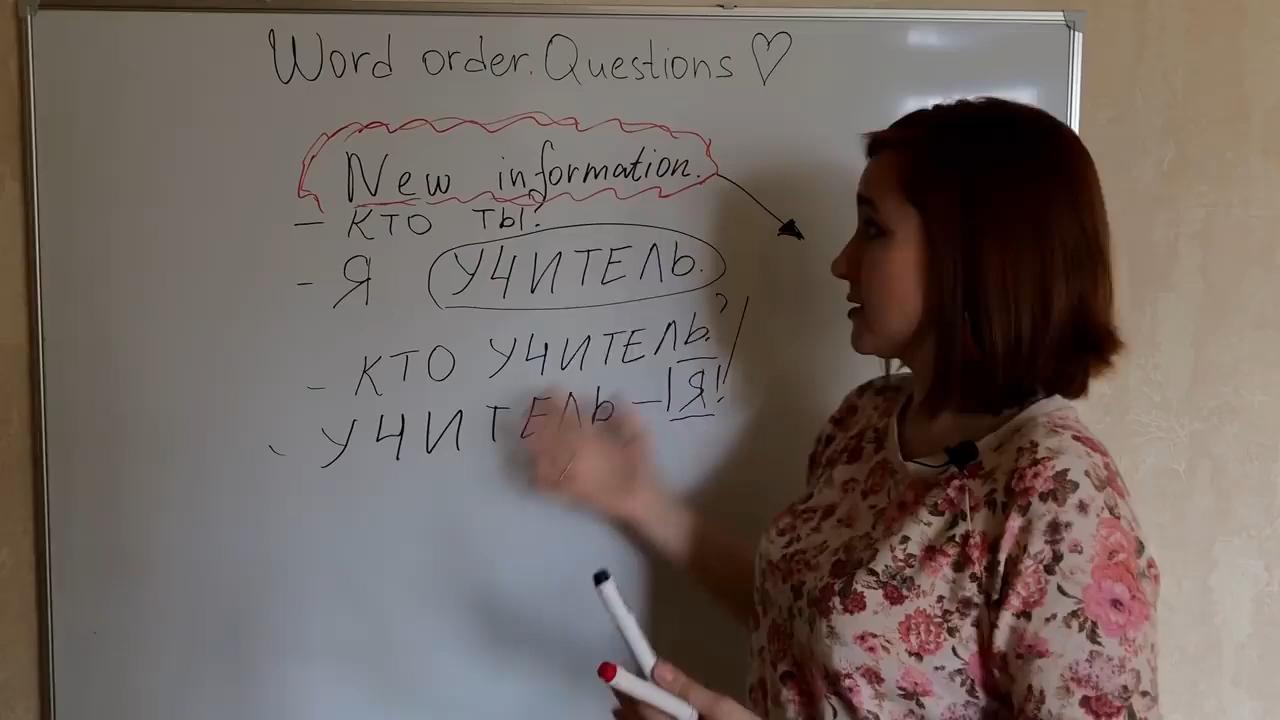 Word order. Questions ♡
New information.
- КТО ТЫ?
- Я УЧИТЕЛЬ.
- КТО УЧИТЕЛЬ?
- УЧИТЕЛЬ - Я!